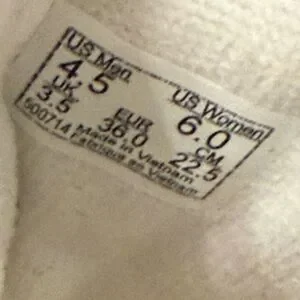 US Men US Women
4.5 6.0
UK EUR CM
3.5 36.0 22.5
500714 Made in Vietnam
Fabriqué au Vietnam